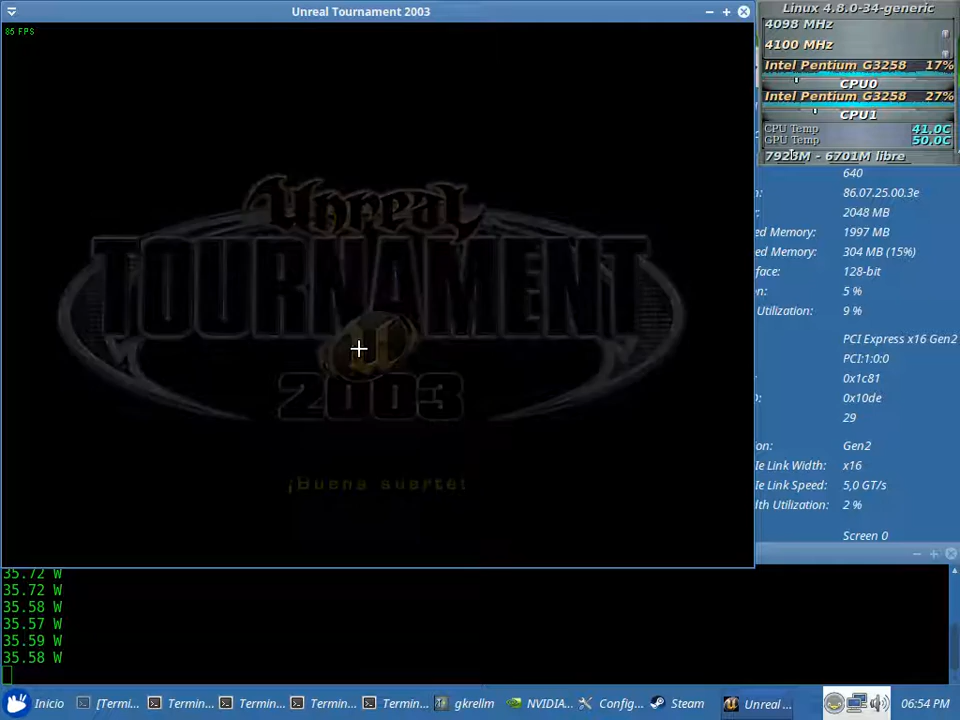 Unreal Tournament 2003
85 FPS
Unreal
TOURNAMENT
2003
¡Buena suerte!
Linux 4.8.0-34-generic
4098 MHz
4100 MHz
Intel Pentium G3258 17%
CPU0
Intel Pentium G3258 27%
CPU1
CPU Temp 41.0C
GPU Temp 50.0C
7923M - 6701M libre
640
n: 86.07.25.00.3e
2048 MB
ed Memory: 1997 MB
ed Memory: 304 MB (15%)
face: 128-bit
n: 5 %
Utilization: 9 %
PCI Express x16 Gen2
PCI:1:0:0
0x1c81
D: 0x10de
29
ion: Gen2
Ie Link Width: x16
Ie Link Speed: 5,0 GT/s
dth Utilization: 2 %
Screen 0
35.72 W
35.72 W
35.58 W
35.57 W
35.59 W
35.58 W
Inicio [Termi... Termin... Termin... Termin... Termin... gkrellm NVIDIA... Config... Steam Unreal ... 06:54 PM